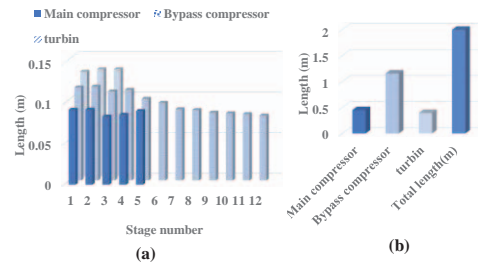 Main compressor Bypass compressor
turbin
Length (m)
0.15
0.1
0.05
0
1 2 3 4 5 6 7 8 9 10 11 12
Stage number
(a)
Length (m)
2
1.5
1
0.5
0
Main compressor
Bypass compressor
turbin
Total length(m)
(b)